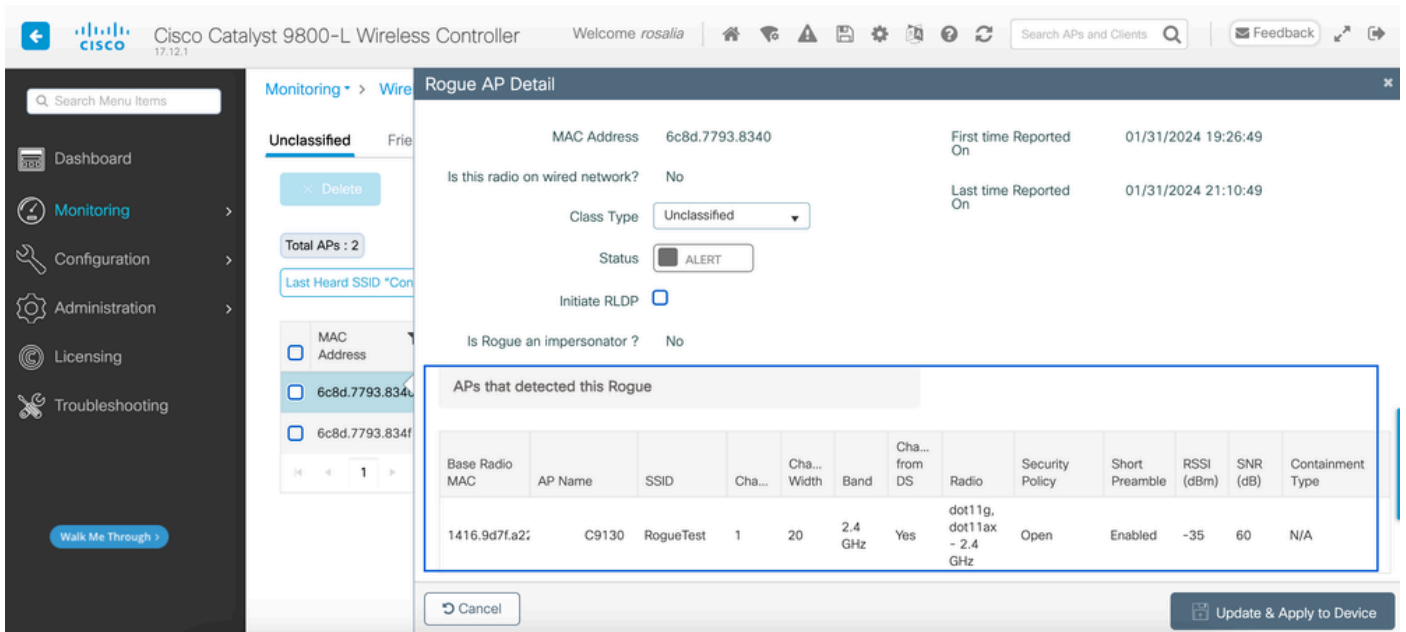 CISCO
Cisco Catalyst 9800-L Wireless Controller
17.12.1
Welcome rosalia
Search APs and Clients
Feedback
Search Menu Items
Dashboard
Monitoring
Configuration
Administration
Licensing
Troubleshooting
Walk Me Through >
Monitoring > Wire
Unclassified Frie
× Delete
Total APs : 2
Last Heard SSID "Con
MAC Address
6c8d.7793.8340
6c8d.7793.834f
1
Rogue AP Detail
MAC Address 6c8d.7793.8340
First time Reported On 01/31/2024 19:26:49
Is this radio on wired network? No
Last time Reported On 01/31/2024 21:10:49
Class Type Unclassified
Status ALERT
Initiate RLDP
Is Rogue an impersonator ? No
APs that detected this Rogue
Base Radio MAC AP Name SSID Cha... Cha... Width Band Cha... from DS Radio Security Policy Short Preamble RSSI (dBm) SNR (dB) Containment Type
1416.9d7f.a22 C9130 RogueTest 1 20 2.4 GHz Yes dot11g, dot11ax - 2.4 GHz Open Enabled -35 60 N/A
Cancel
Update & Apply to Device